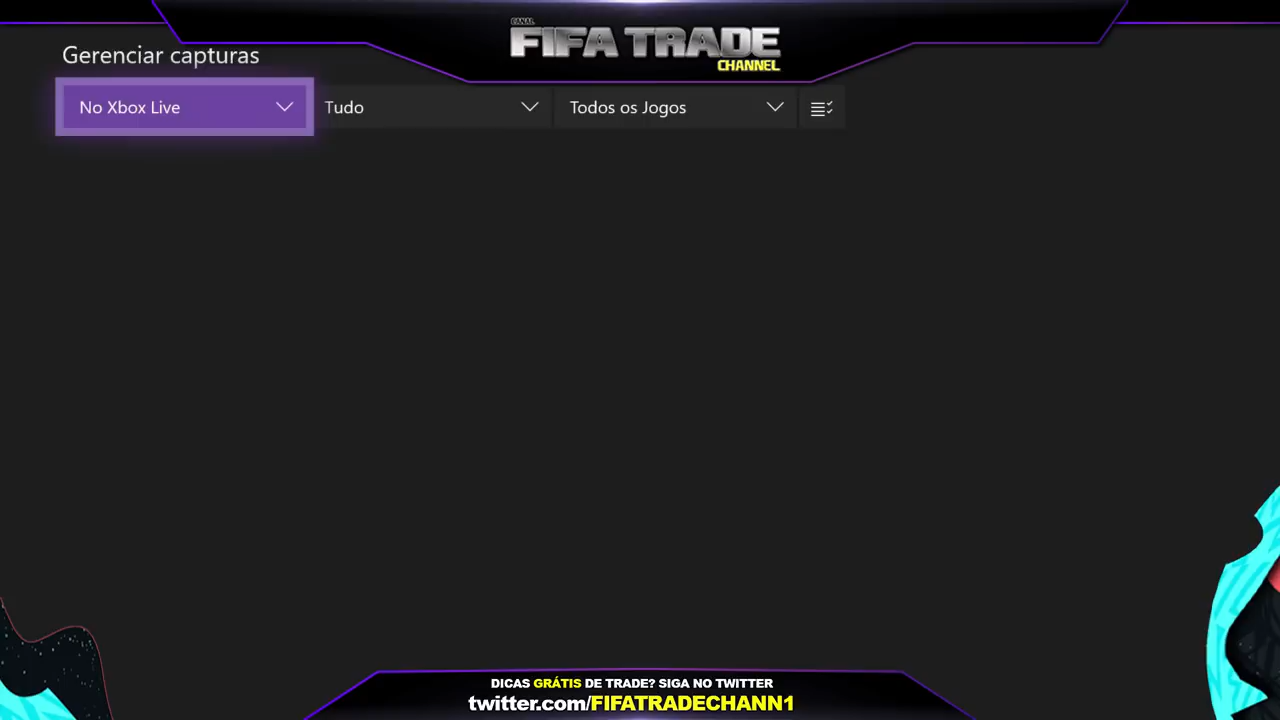 CANAL
FIFA TRADE
CHANNEL
Gerenciar capturas
No Xbox Live
Tudo
Todos os Jogos
DICAS GRÁTIS DE TRADE? SIGA NO TWITTER
twitter.com/FIFATRADECHANN1